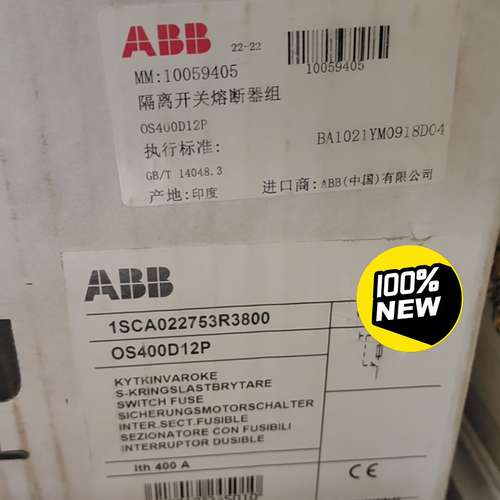 ABB
22-22
MM:10059405
10059405
隔离开关熔断器组
OS400D12P
BA1021YM0918D04
执行标准:
GB/T 14048.3
产地:印度
进口商:ABB(中国)有限公司
ABB
1SCA022753R3800
OS400D12P
100%
NEW
KYTKINVAROKE
S-KRINGSLASTBRYTARE
SWITCH FUSE
SICHERUNGSMOTORSCHALTER
INTER.SECT.FUSIBLE
SEZIONATORE CON FUSIBILI
INTERRUPTOR DUSIBLE
Ith 400 A
CE